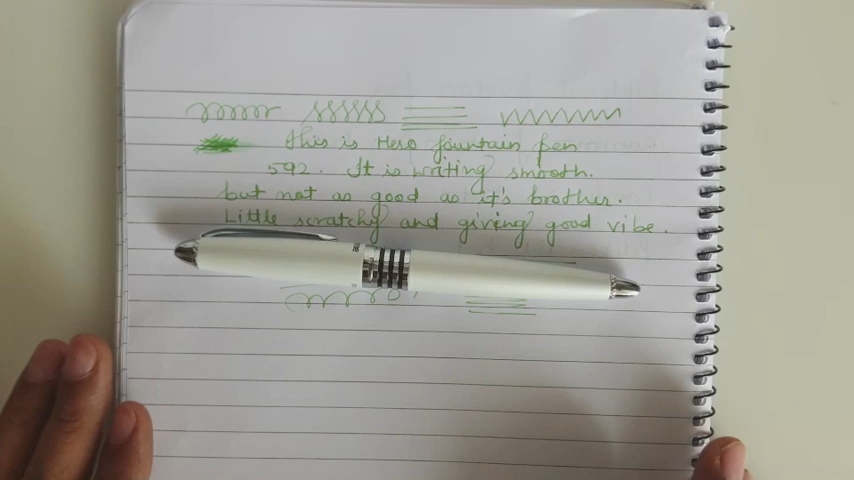 This is Hero fountain pen
592. It is writing smooth.
but not as good as it's brother.
Little scratchy and giving good vibe.